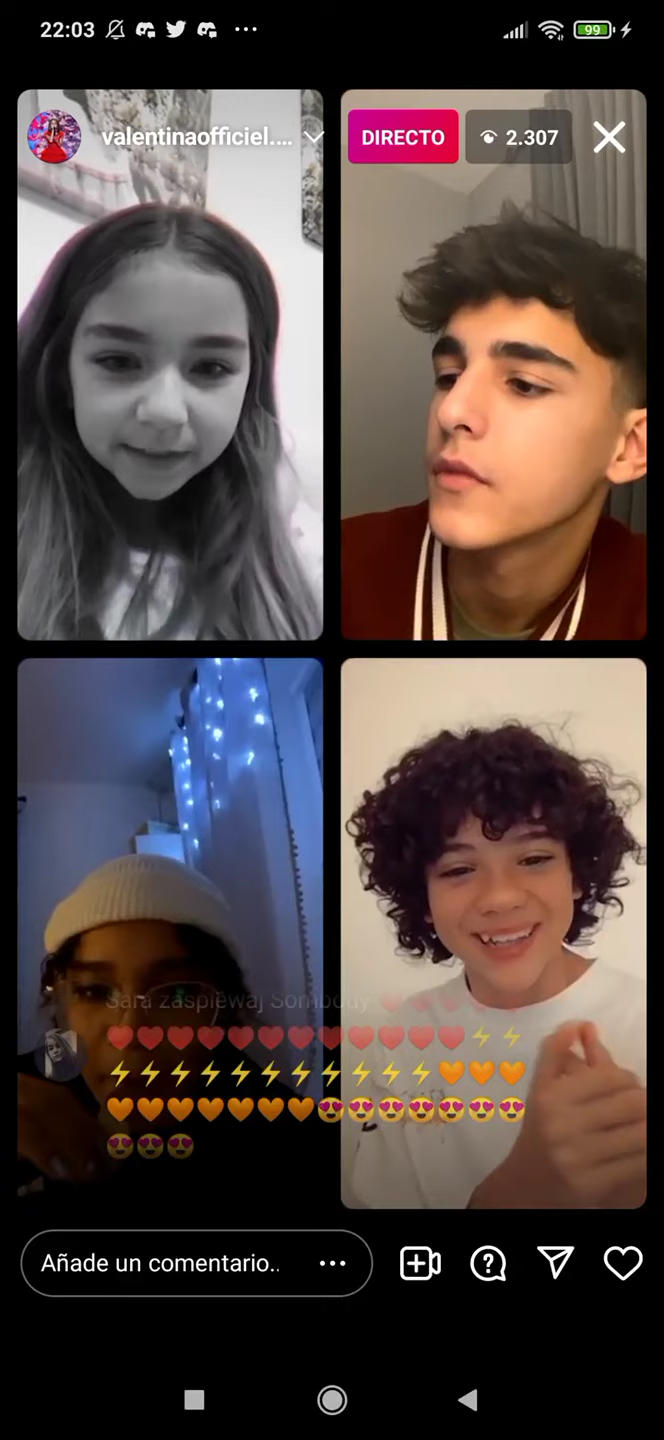 22:03
99
valentinaofficiel....
DIRECTO
2.307
Sara zaśpiewaj Sombody
Añade un comentario..